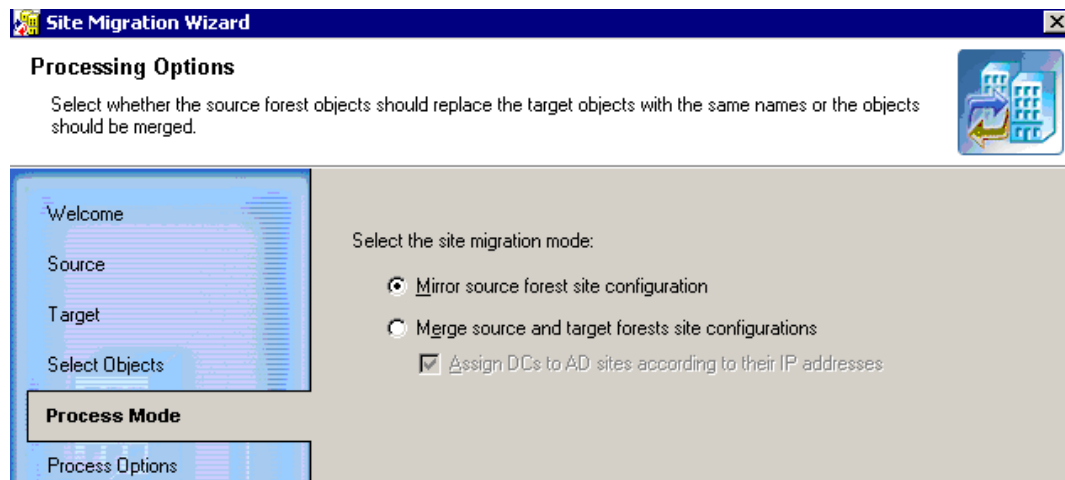 Site Migration Wizard
Processing Options
Select whether the source forest objects should replace the target objects with the same names or the objects
should be merged.
Welcome
Source
Target
Select Objects
Process Mode
Process Options
Select the site migration mode:
Mirror source forest site configuration
Merge source and target forests site configurations
Assign DCs to AD sites according to their IP addresses